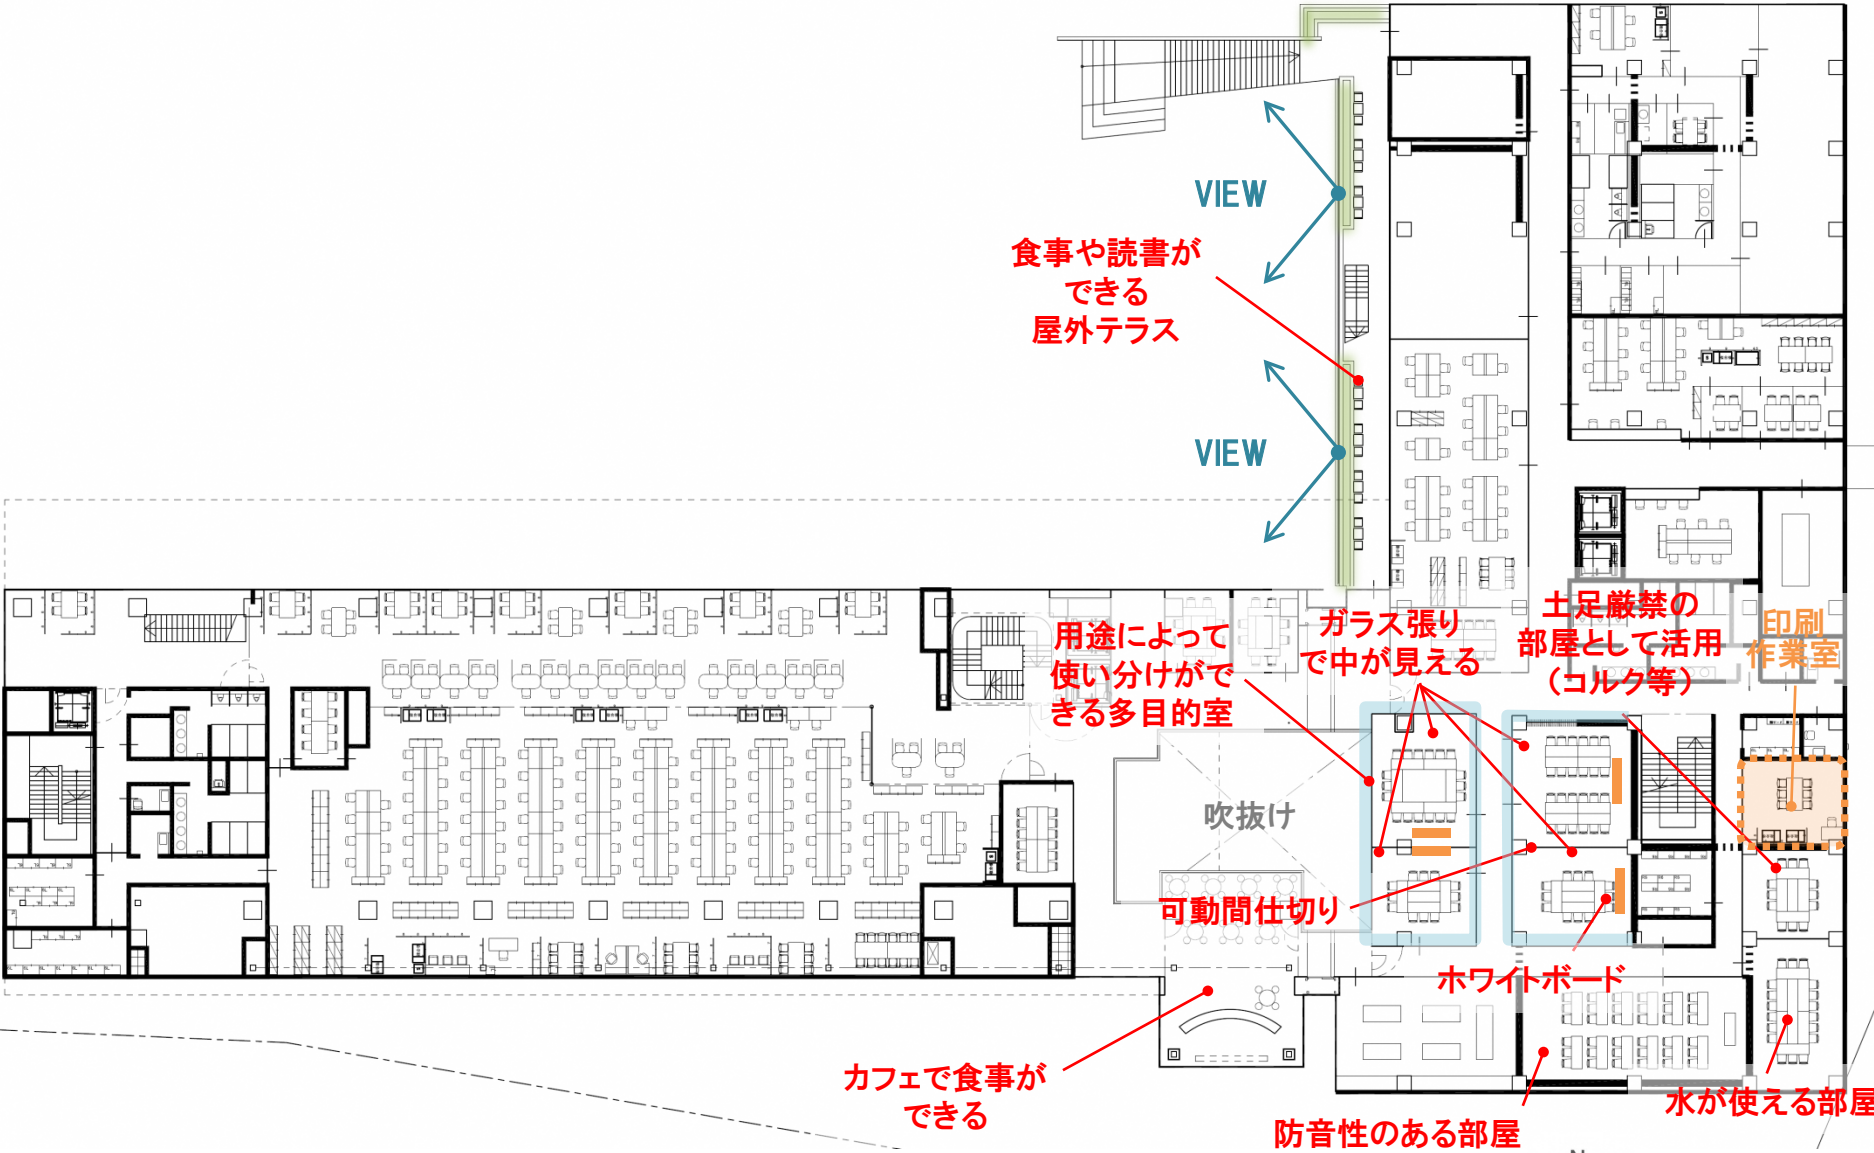 VIEW
食事や読書が
できる
屋外テラス
VIEW
用途によって
使い分けがで
きる多目的室
ガラス張り
で中が見える
土足厳禁の
部屋として活用
（コルク等）
印刷
作業室
吹抜け
可動間仕切り
ホワイトボード
カフェで食事が
できる
防音性のある部屋
水が使える部屋